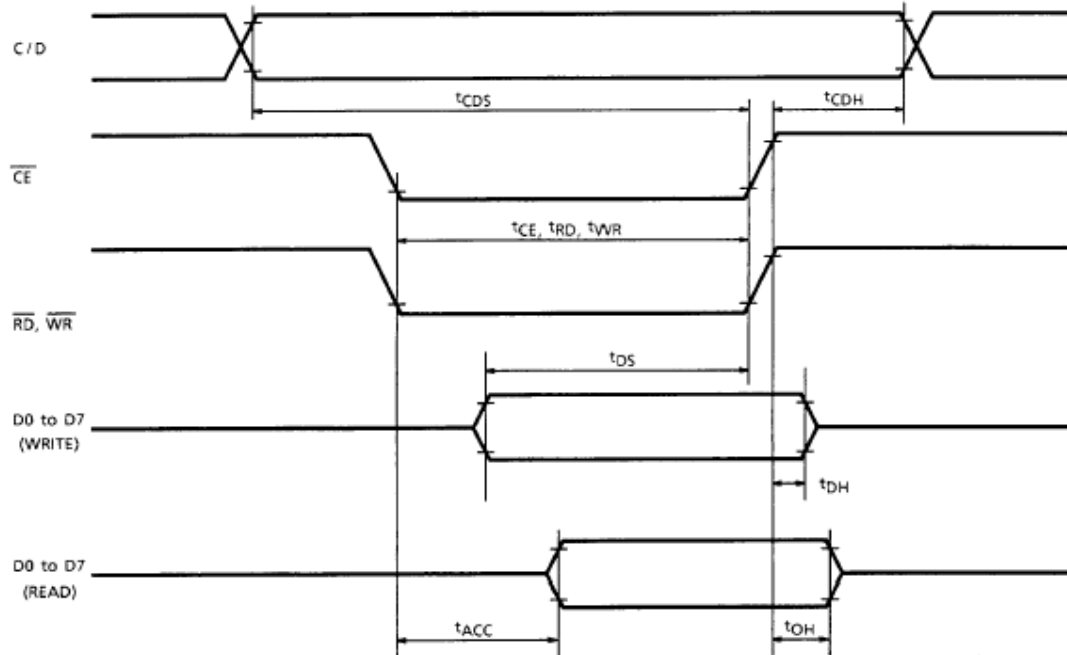 C/D
tCDS
tCDH
CE
tCE, tRD, tWR
RD, WR
tDS
D0 to D7
(WRITE)
tDH
D0 to D7
(READ)
tACC
tOH